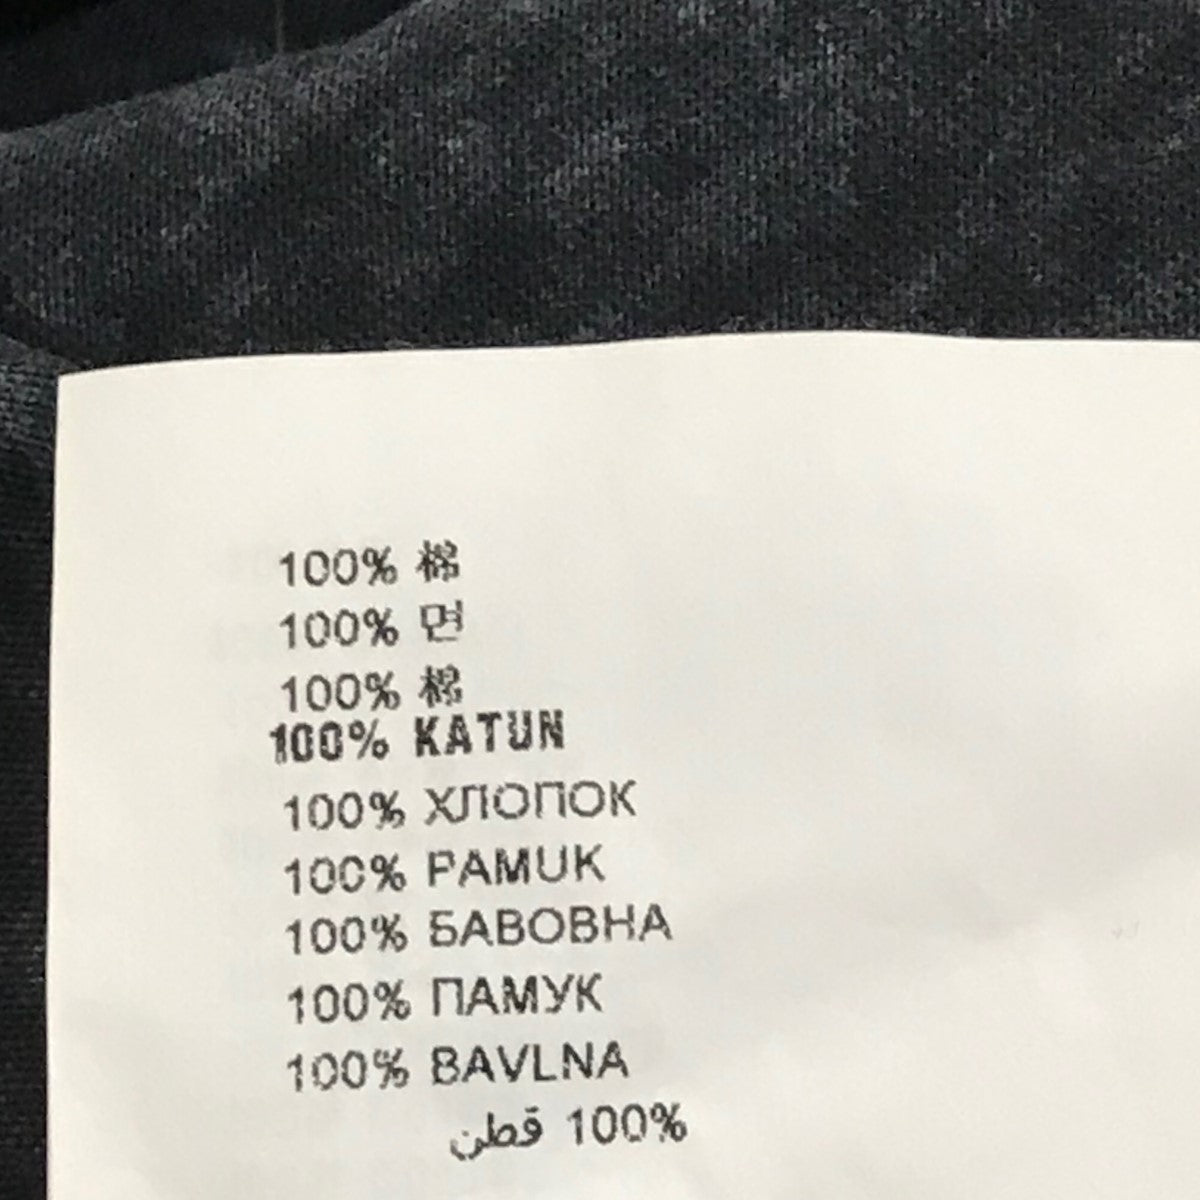 100% 棉
100% 면
100% 棉
100% KATUN
100% ХЛОПОК
100% PAMUK
100% БАВОВНА
100% ПАМУК
100% BAVLNA
100% قطن